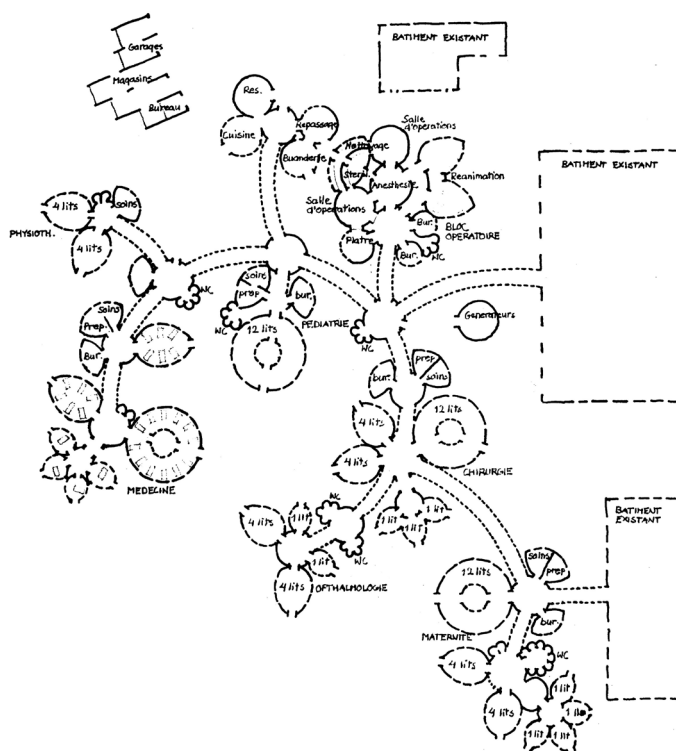 Garages
Magasins
Bureau
BATIMENT EXISTANT
Res.
Cuisine
Repassage
Buanderie
Nettoyage
Steril.
Salle
d'operations
Anesthesie
Reanimation
Salle
d'operations
Platre
Bur.
BLOC
OPERATOIRE
Bur.
WC
BATIMENT EXISTANT
4 lits
soins
PHYSIOTH.
4 lits
WC
soins
prep
bur.
WC
PEDIATRIE
12 lits
WC
Generateurs
Soins
Prep.
Bur.
MEDECINE
prep
soins
bur.
12 lits
4 lits
4 lits
CHIRURGIE
1 lit
1 lit
1 lit
WC
4 lits
1 lit
WC
1 lit
4 lits
OFTHALMOLOGIE
BATIMENT
EXISTANT
soins
prep
12 lits
bur.
MATERNITE
WC
4 lits
4 lits
1 lit
1 lit
1 lit
1 lit
1 lit